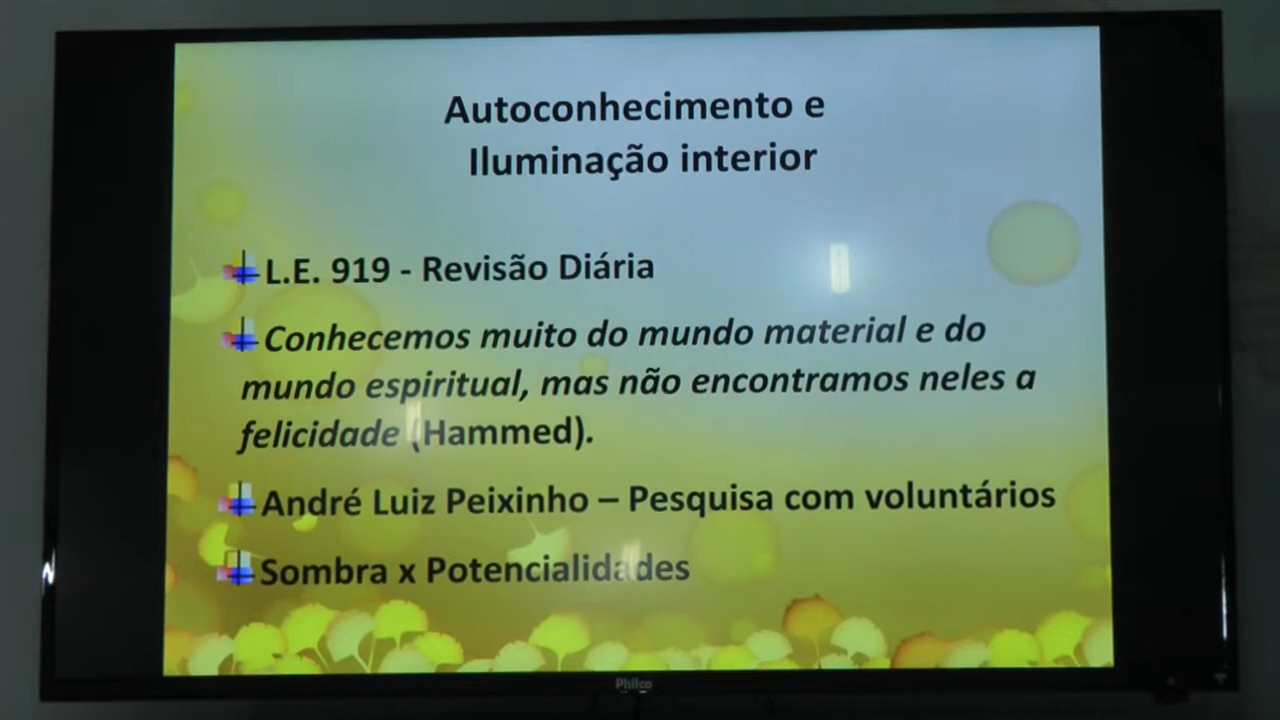 Autoconhecimento e
Iluminação interior
L.E. 919 - Revisão Diária
Conhecemos muito do mundo material e do
mundo espiritual, mas não encontramos neles a
felicidade (Hammed).
André Luiz Peixinho – Pesquisa com voluntários
Sombra x Potencialidades
Philco